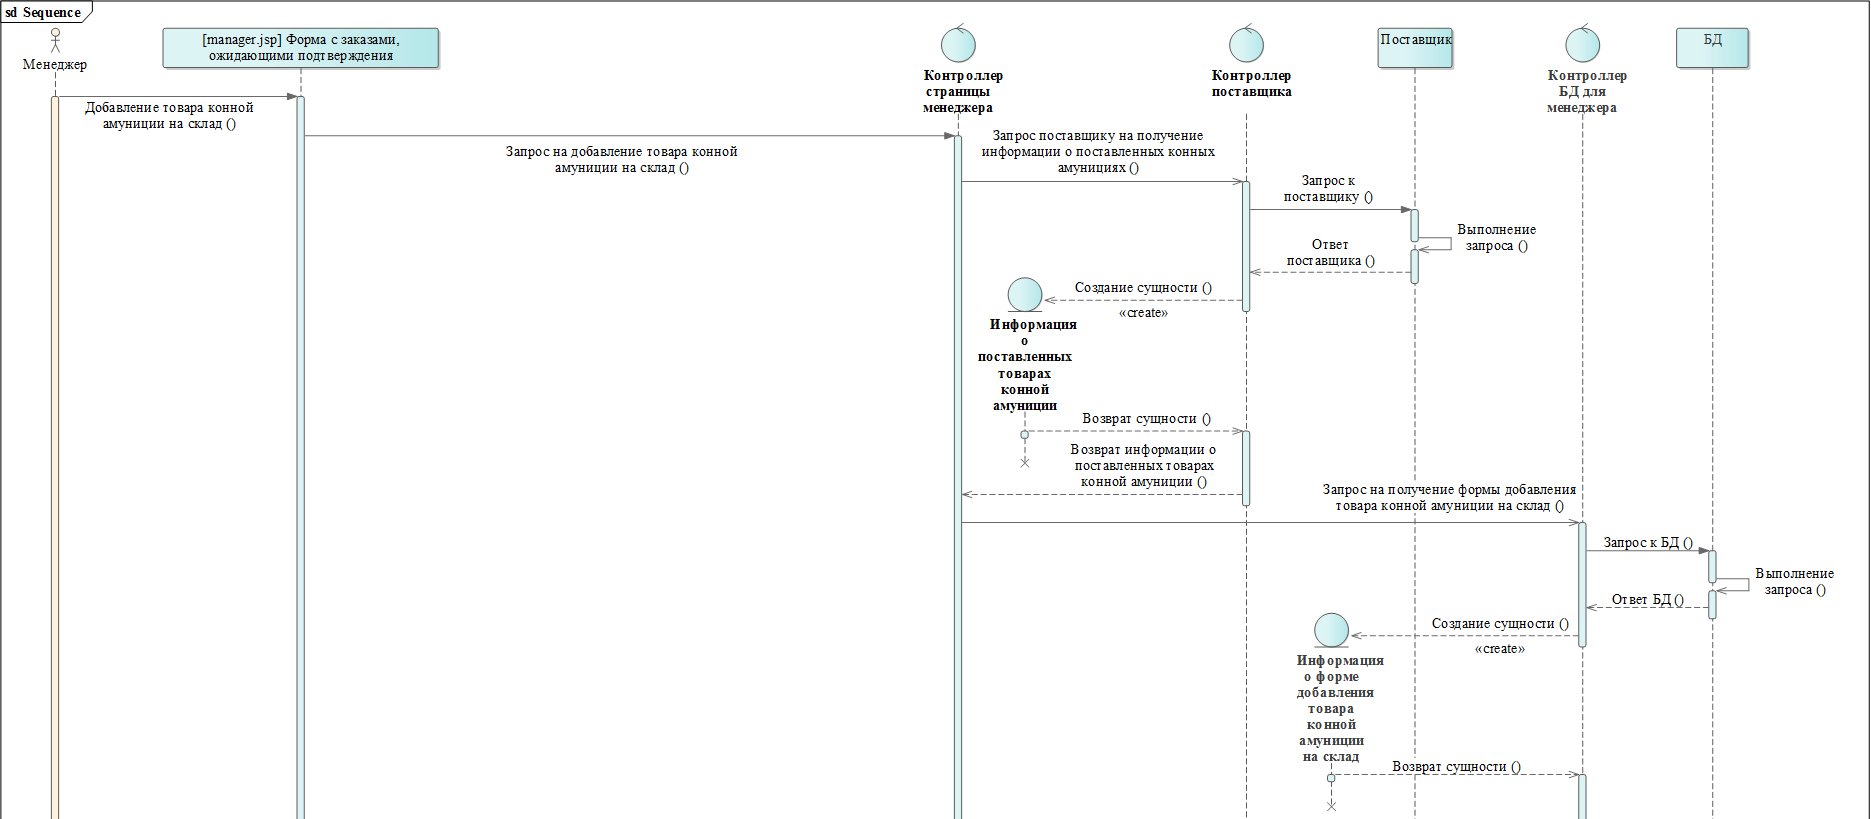 sd Sequence
Менеджер
[manager.jsp] Форма с заказами,
ожидающими подтверждения
Контроллер
страницы
менеджера
Контроллер
поставщика
Поставщик
Контроллер
БД для
менеджера
БД
Добавление товара конной
амуниции на склад ()
Запрос на добавление товара конной
амуниции на склад ()
Запрос поставщику на получение
информации о поставленных конных
амунициях ()
Запрос к
поставщику ()
Выполнение
запроса ()
Ответ
поставщика ()
Создание сущности ()
«create»
Информация
о
поставленных
товарах
конной
амуниции
Возврат сущности ()
Возврат информации о
поставленных товарах
конной амуниции ()
Запрос на получение формы добавления
товара конной амуниции на склад ()
Запрос к БД ()
Выполнение
запроса ()
Ответ БД ()
Создание сущности ()
«create»
Информация
о форме
добавления
товара
конной
амуниции
на склад
Возврат сущности ()